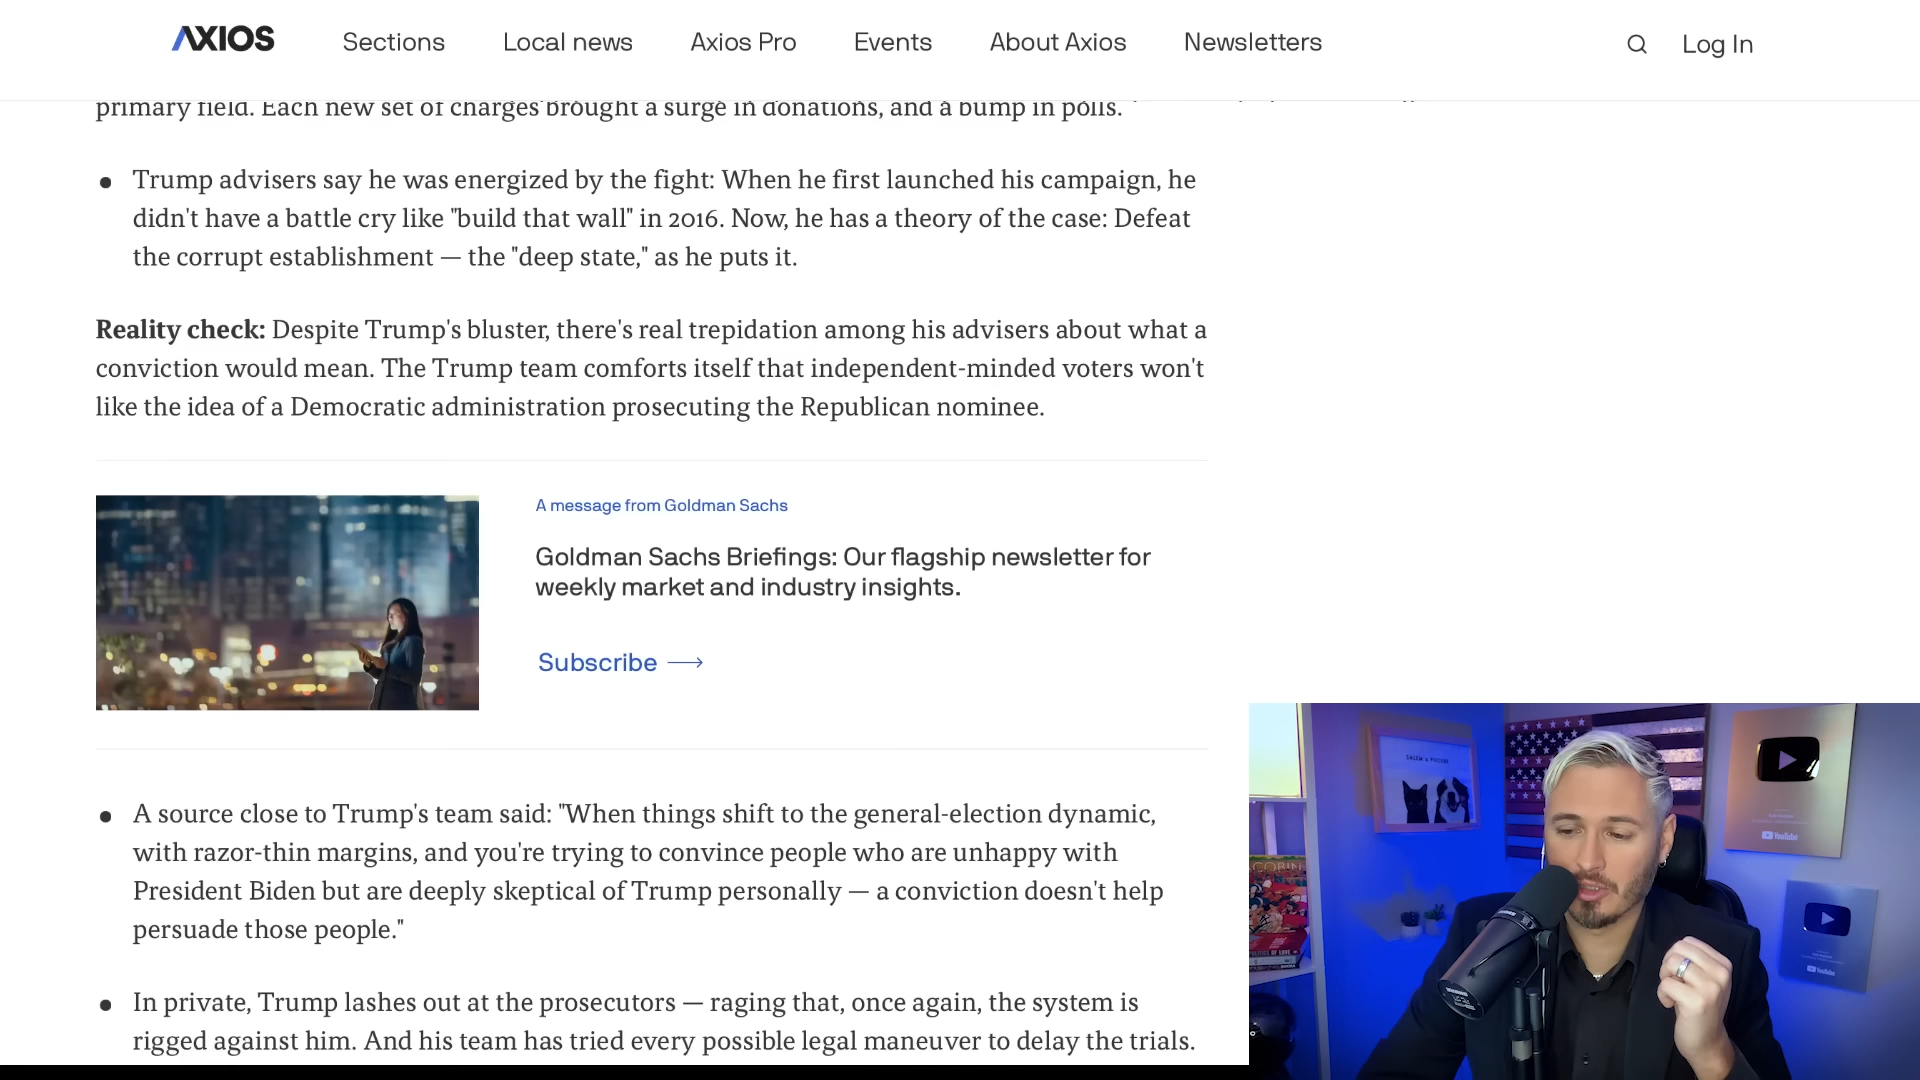 AXIOS Sections Local news Axios Pro Events About Axios Newsletters Log In
primary field. Each new set of charges brought a surge in donations, and a bump in polls.
Trump advisers say he was energized by the fight: When he first launched his campaign, he
didn't have a battle cry like "build that wall" in 2016. Now, he has a theory of the case: Defeat
the corrupt establishment — the "deep state," as he puts it.
Reality check: Despite Trump's bluster, there's real trepidation among his advisers about what a
conviction would mean. The Trump team comforts itself that independent-minded voters won't
like the idea of a Democratic administration prosecuting the Republican nominee.
A message from Goldman Sachs
Goldman Sachs Briefings: Our flagship newsletter for
weekly market and industry insights.
Subscribe
A source close to Trump's team said: "When things shift to the general-election dynamic,
with razor-thin margins, and you're trying to convince people who are unhappy with
President Biden but are deeply skeptical of Trump personally — a conviction doesn't help
persuade those people."
In private, Trump lashes out at the prosecutors — raging that, once again, the system is
rigged against him. And his team has tried every possible legal maneuver to delay the trials.
YouTube
YouTube